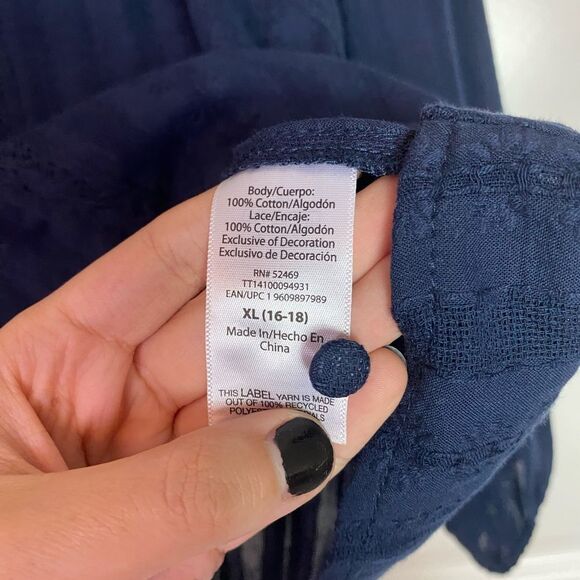 Body/Cuerpo:
100% Cotton/Algodón
Lace/Encaje:
100% Cotton/Algodón
Exclusive of Decoration
Exclusivo de Decoración
RN# 52469
TT14100094931
EAN/UPC 1 9609897989
XL (16-18)
Made In/Hecho En
China
THIS LABEL YARN IS MADE
OUT OF 100% RECYCLED